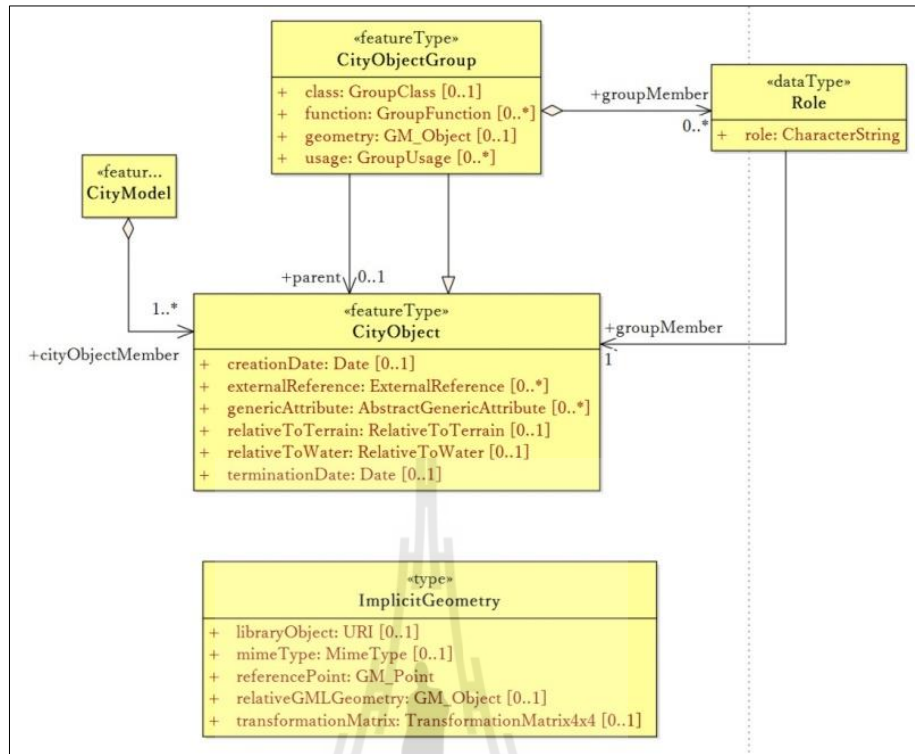 «featureType»
CityObjectGroup
+ class: GroupClass [0..1]
+ function: GroupFunction [0..*]
+ geometry: GM_Object [0..1]
+ usage: GroupUsage [0..*]
+groupMember
0..*
«dataType»
Role
+ role: CharacterString
«featur...
CityModel
+parent 0..1
1..*
+cityObjectMember
«featureType»
CityObject
+ creationDate: Date [0..1]
+ externalReference: ExternalReference [0..*]
+ genericAttribute: AbstractGenericAttribute [0..*]
+ relativeToTerrain: RelativeToTerrain [0..1]
+ relativeToWater: RelativeToWater [0..1]
+ terminationDate: Date [0..1]
+groupMember
1
«type»
ImplicitGeometry
+ libraryObject: URI [0..1]
+ mimeType: MimeType [0..1]
+ referencePoint: GM_Point
+ relativeGMLGeometry: GM_Object [0..1]
+ transformationMatrix: TransformationMatrix4x4 [0..1]